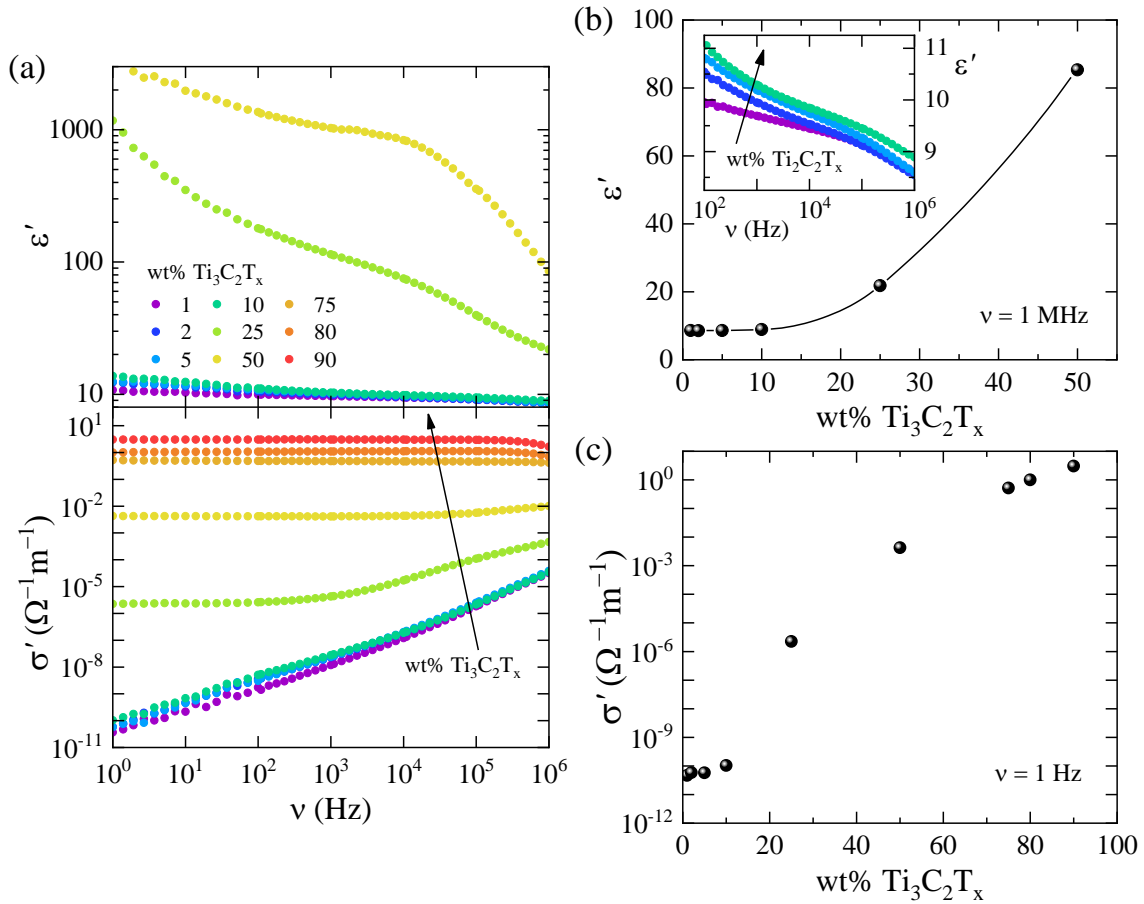 (a)
ε′
1000
100
10
wt% Ti₃C₂Tₓ
1 10 75
2 25 80
5 50 90
σ′ (Ω⁻¹m⁻¹)
10¹
10⁻²
10⁻⁵
10⁻⁸
10⁻¹¹
wt% Ti₃C₂Tₓ
10⁰ 10¹ 10² 10³ 10⁴ 10⁵ 10⁶
ν (Hz)
(b)
ε′
100
80
60
40
20
0
ε′
11
10
9
wt% Ti₂C₂Tₓ
10² 10⁴ 10⁶
ν (Hz)
ν = 1 MHz
0 10 20 30 40 50
wt% Ti₃C₂Tₓ
(c)
σ′ (Ω⁻¹m⁻¹)
10⁰
10⁻³
10⁻⁶
10⁻⁹
10⁻¹²
ν = 1 Hz
0 20 40 60 80 100
wt% Ti₃C₂Tₓ